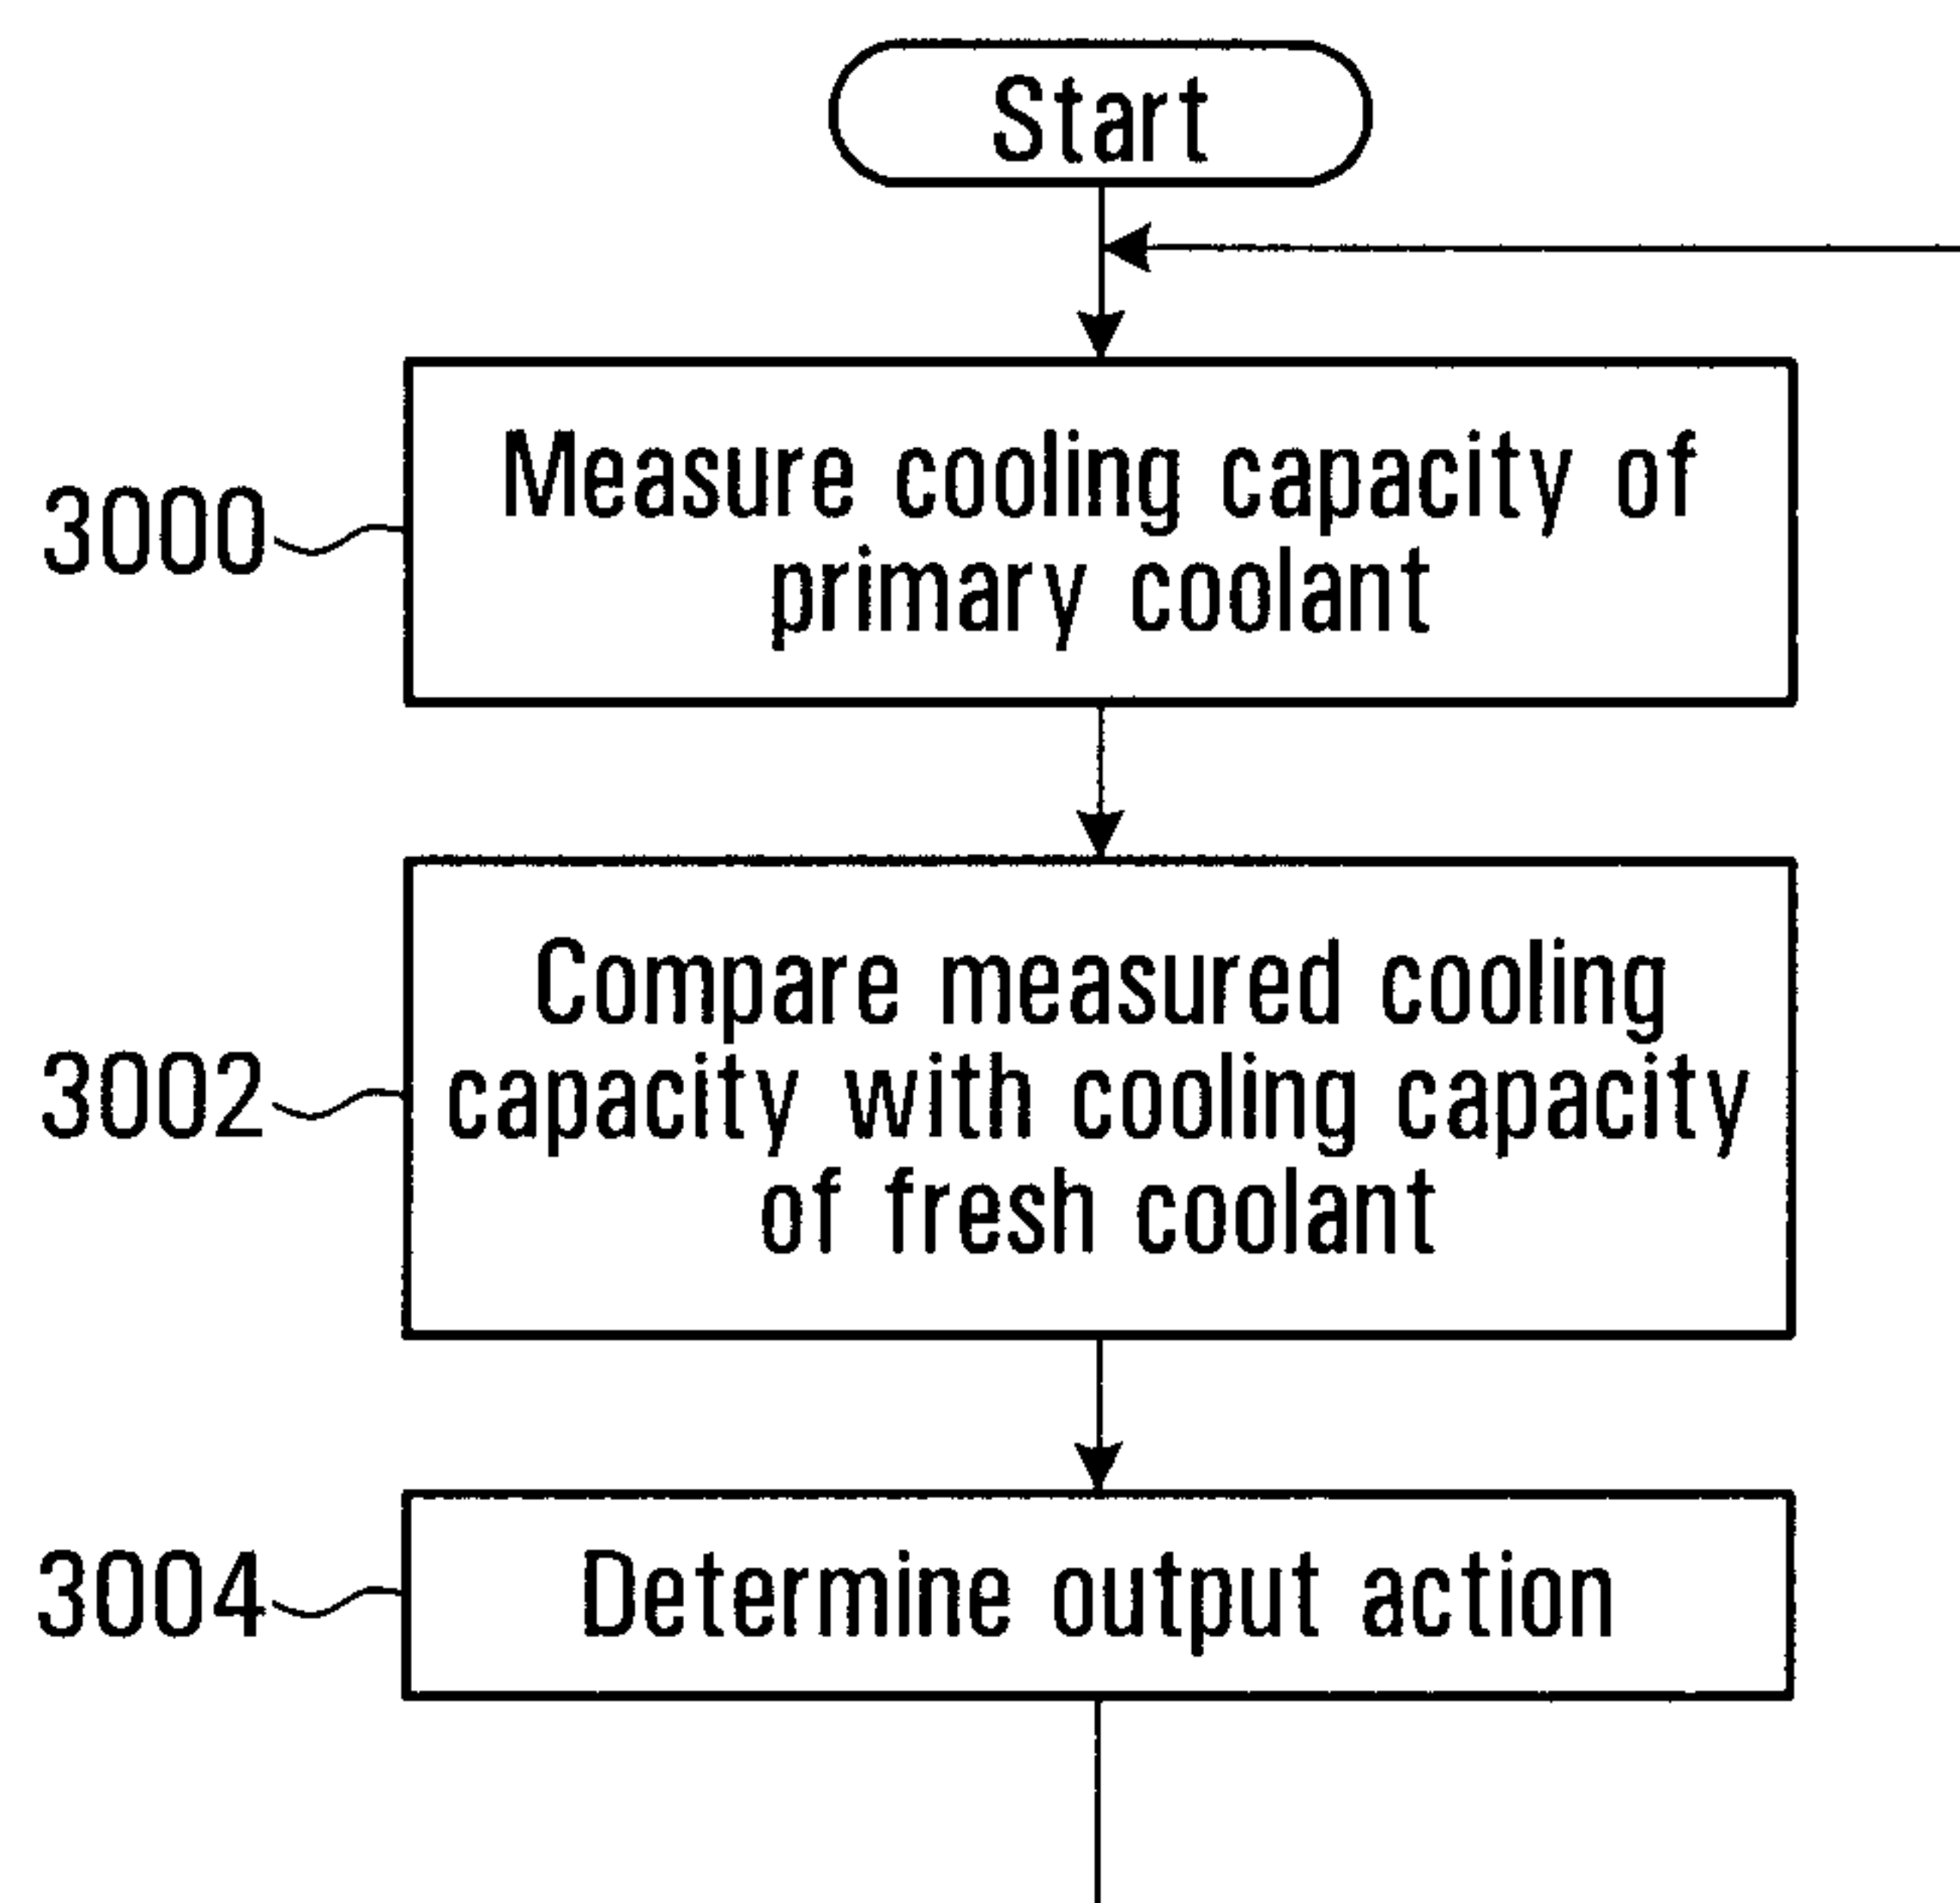 Start
3000
Measure cooling capacity of
primary coolant
3002
Compare measured cooling
capacity with cooling capacity
of fresh coolant
3004
Determine output action